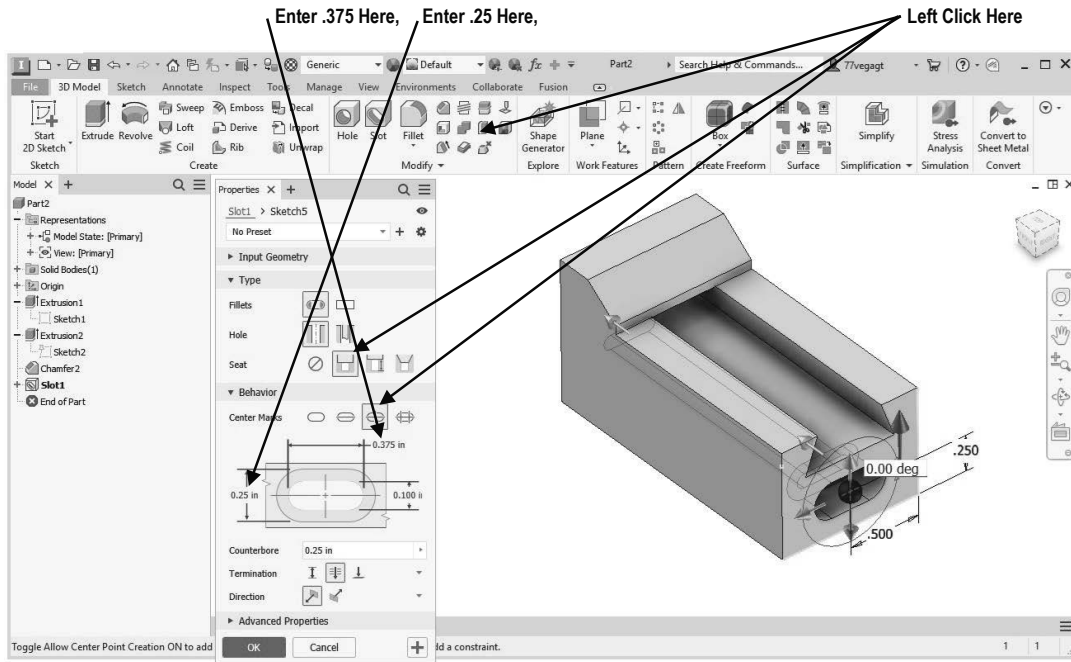 Enter .375 Here, Enter .25 Here, Left Click Here
Generic Default fx Part2 Search Help & Commands... 77vegagt
File 3D Model Sketch Annotate Inspect Tools Manage View Environments Collaborate Fusion
Start 2D Sketch Extrude Revolve Sweep Emboss Decal Hole Slot Fillet Shape Generator Plane Box Simplify Stress Analysis Convert to Sheet Metal
Loft Derive Import
Coil Rib Unwrap
Sketch Create Modify Explore Work Features Pattern Create Freeform Surface Simplification Simulation Convert
Model X +
Part2
Representations
Model State: [Primary]
View: [Primary]
Solid Bodies(1)
Origin
Extrusion1
Sketch1
Extrusion2
Sketch2
Chamfer2
Slot1
End of Part
Properties X +
Slot1 > Sketch5
No Preset
Input Geometry
Type
Fillets
Hole
Seat
Behavior
Center Marks
0.375 in
0.25 in
0.100 i
Counterbore 0.25 in
Termination
Direction
Advanced Properties
OK Cancel +
0.00 deg
.250
.500
Toggle Allow Center Point Creation ON to add dd a constraint. 1 1